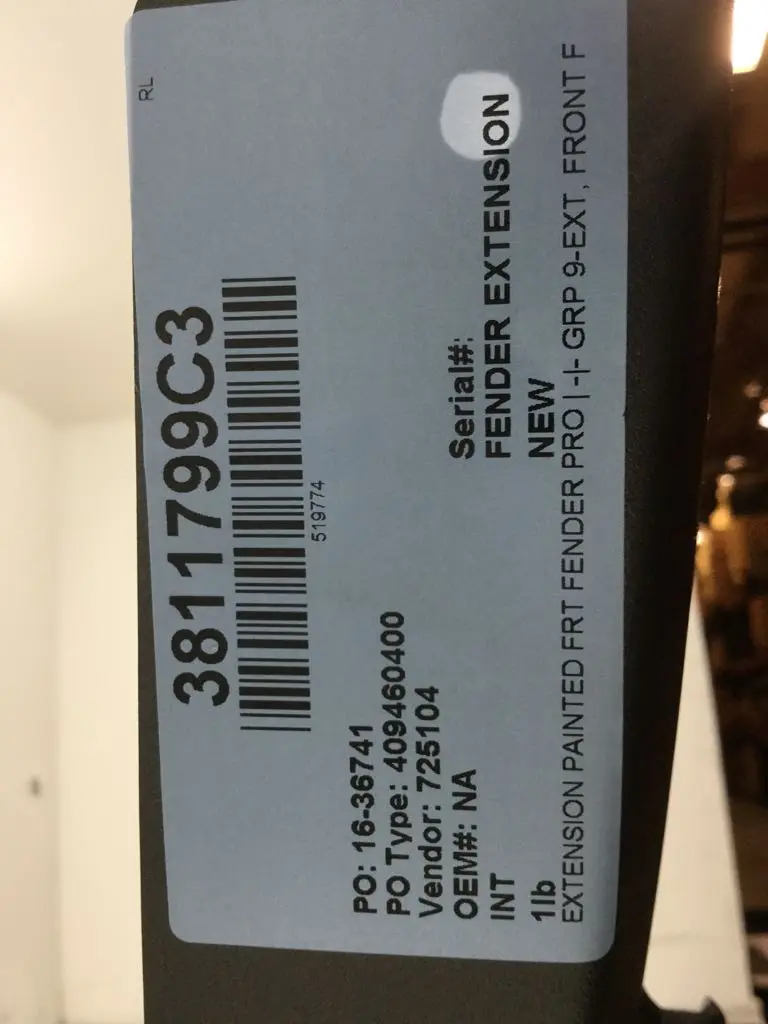 RL
3811799C3
519774
PO: 16-36741
PO Type: 409460400
Vendor: 725104
OEM#: NA
Serial#:
INT
FENDER EXTENSION
1lb
NEW
EXTENSION PAINTED FRT FENDER PRO | -|- GRP 9-EXT, FRONT F